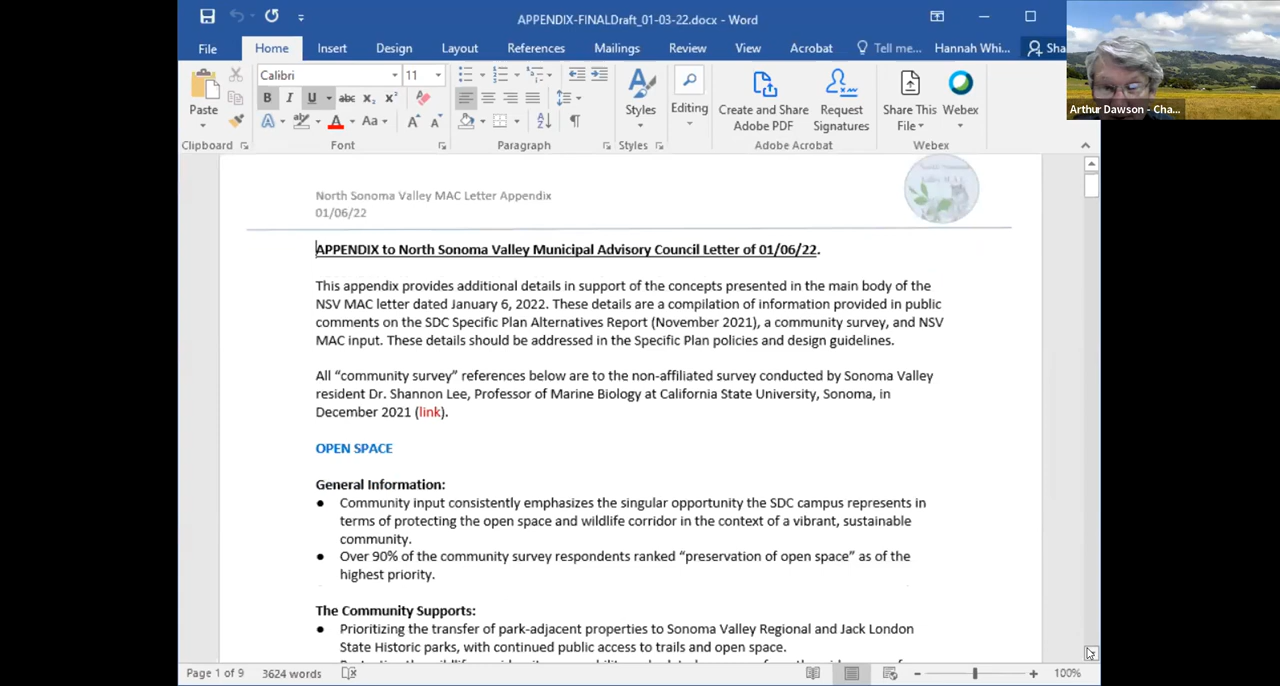 APPENDIX-FINALDraft_01-03-22.docx - Word
File Home Insert Design Layout References Mailings Review View Acrobat Tell me... Hannah Whi... Sha
Arthur Dawson - Cha...
Calibri 11
Paste
B I U abc X₂ X²
A Aa A A
Styles Editing Create and Share Adobe PDF Request Signatures Share This File Webex
Clipboard Font Paragraph Styles Adobe Acrobat Webex
North Sonoma Valley MAC Letter Appendix
01/06/22
APPENDIX to North Sonoma Valley Municipal Advisory Council Letter of 01/06/22.
This appendix provides additional details in support of the concepts presented in the main body of the
NSV MAC letter dated January 6, 2022. These details are a compilation of information provided in public
comments on the SDC Specific Plan Alternatives Report (November 2021), a community survey, and NSV
MAC input. These details should be addressed in the Specific Plan policies and design guidelines.
All “community survey” references below are to the non-affiliated survey conducted by Sonoma Valley
resident Dr. Shannon Lee, Professor of Marine Biology at California State University, Sonoma, in
December 2021 (link).
OPEN SPACE
General Information:
● Community input consistently emphasizes the singular opportunity the SDC campus represents in
terms of protecting the open space and wildlife corridor in the context of a vibrant, sustainable
community.
● Over 90% of the community survey respondents ranked “preservation of open space” as of the
highest priority.
The Community Supports:
● Prioritizing the transfer of park-adjacent properties to Sonoma Valley Regional and Jack London
State Historic parks, with continued public access to trails and open space.
Page 1 of 9 3624 words 100%